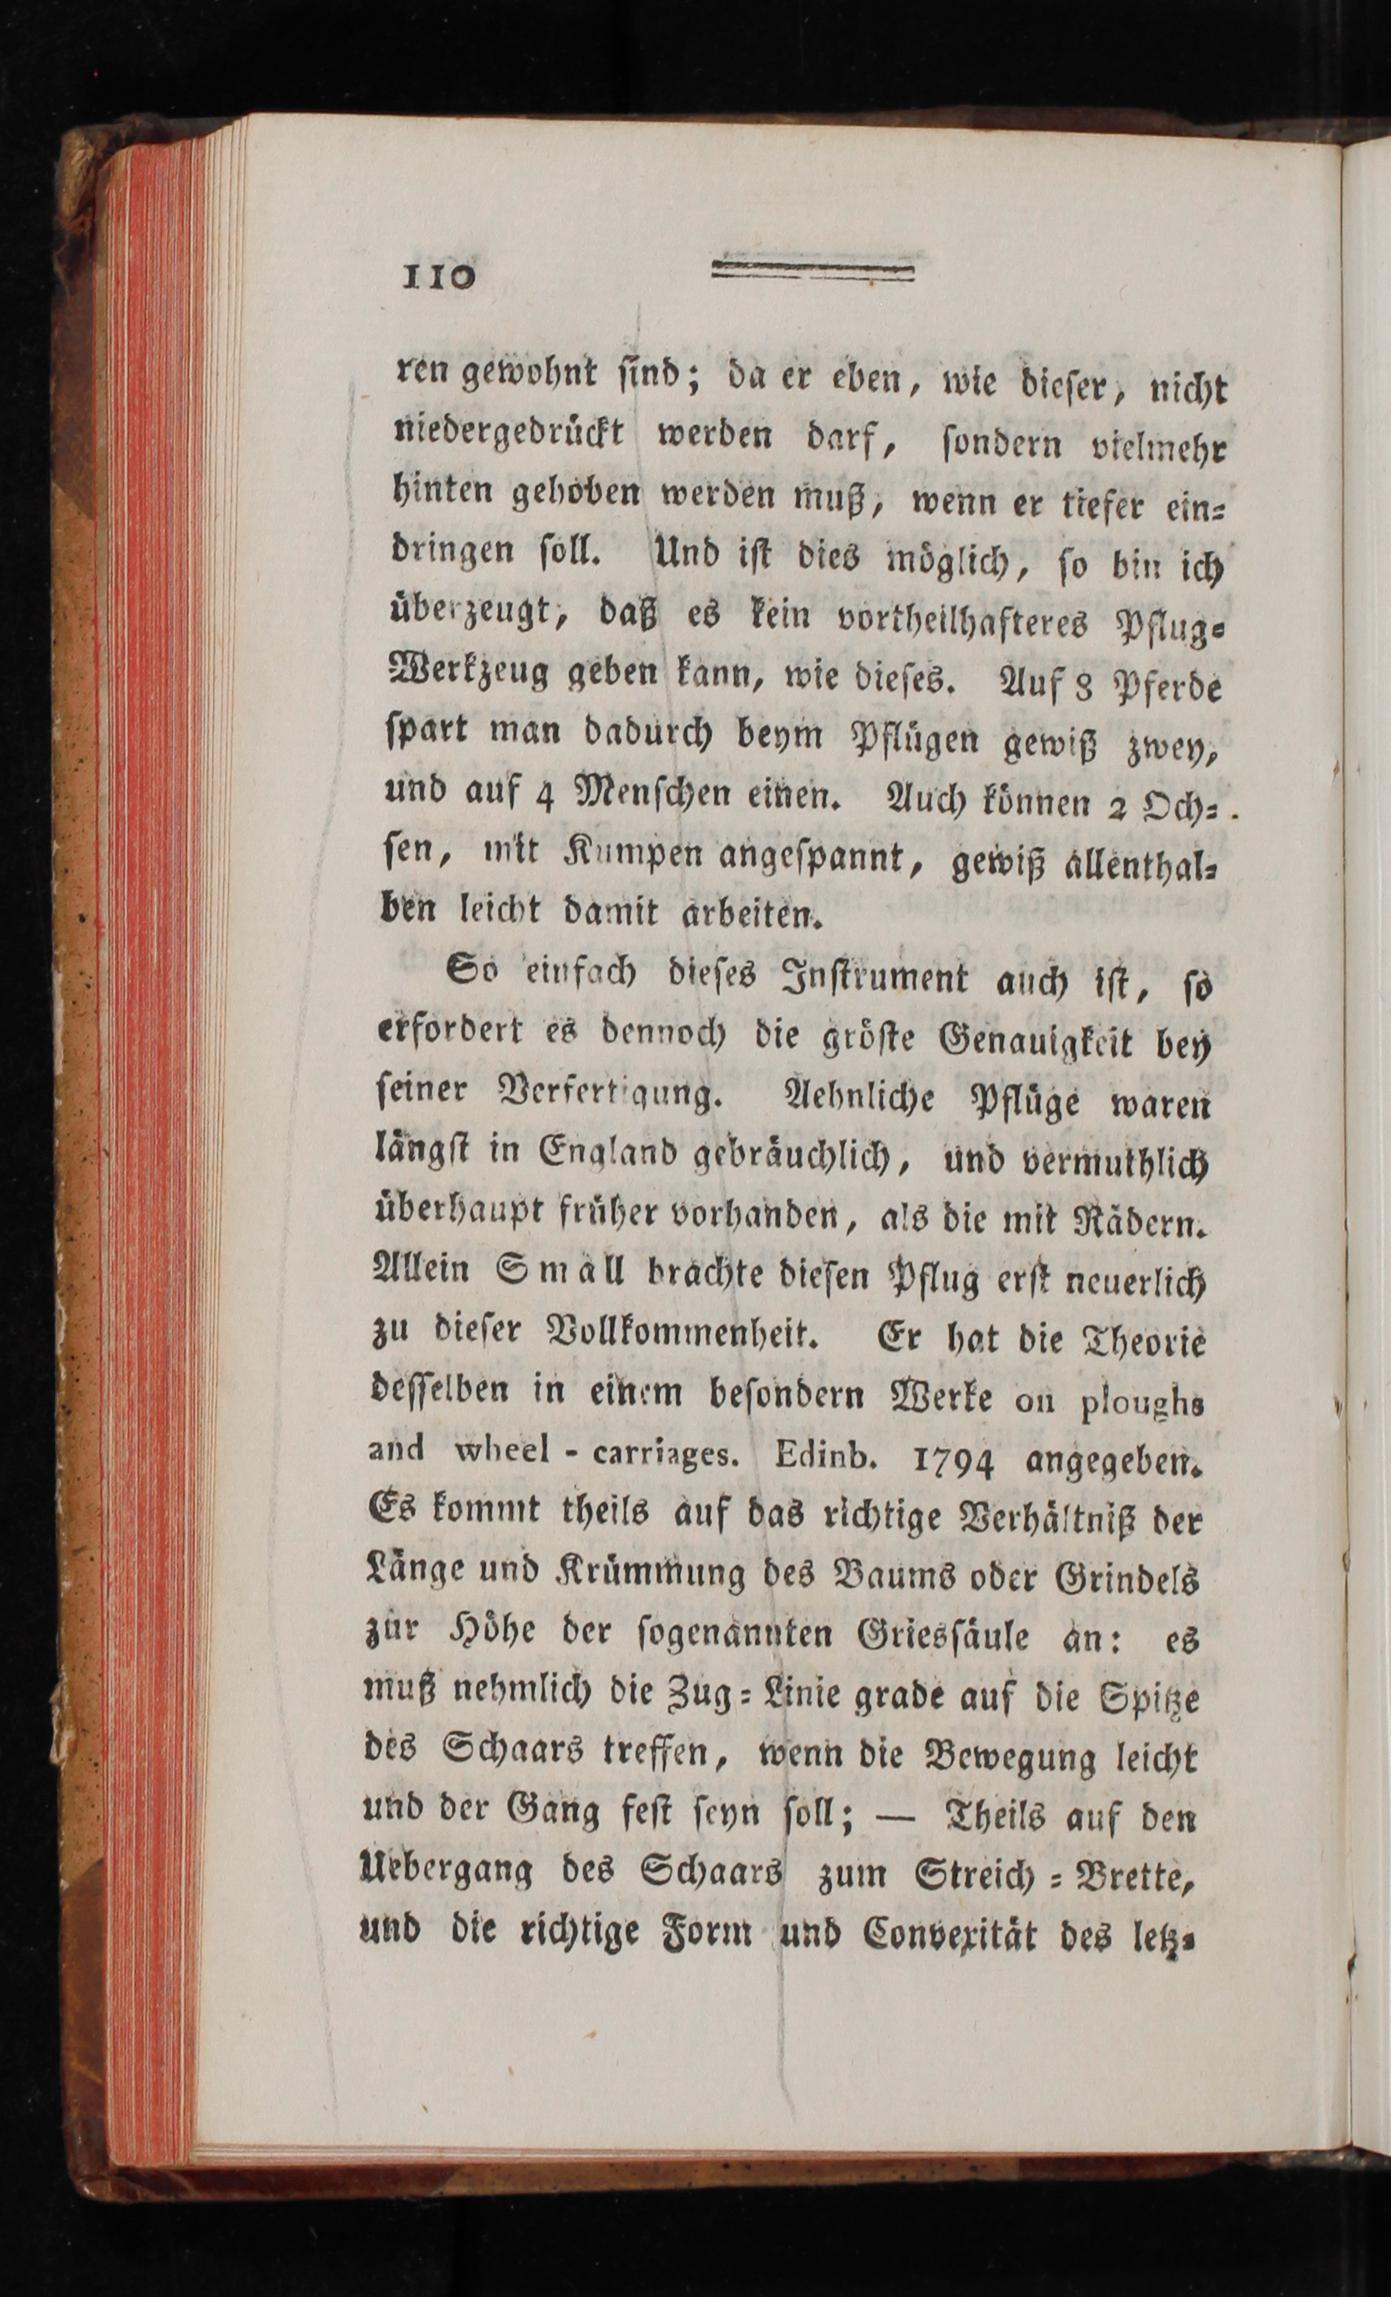 110
ren gewohnt ſind; da er eben, wie dieſer, nicht
niedergedrückt werden darf, ſondern vielmehr
hinten gehoben werden muß, wenn er tiefer ein⸗
dringen ſoll. Und iſt dies möglich, ſo bin ich
überzeugt, daß es kein vortheilhafteres Pflug⸗
Werkzeug geben kann, wie dieſes. Auf 8 Pferde
ſpart man dadurch beym Pflügen gewiß zwey,
und auf 4 Menſchen einen. Auch können 2 Och⸗
ſen, mit Kumpen angeſpannt, gewiß allenthal⸗
ben leicht damit arbeiten.
So einfach dieſes Inſtrument auch iſt, ſo
erfordert es dennoch die gröſte Genauigkeit bey
ſeiner Verfertigung. Aehnliche Pflüge waren
längſt in England gebräuchlich, und vermuthlich
überhaupt früher vorhanden, als die mit Rädern.
Allein Small brachte dieſen Pflug erſt neuerlich
zu dieſer Vollkommenheit. Er hat die Theorie
deſſelben in einem beſondern Werke on ploughs
and wheel - carriages. Edinb. 1794 angegeben.
Es kommt theils auf das richtige Verhältniß der
Länge und Krümmung des Baums oder Grindels
zur Höhe der ſogenannten Griesſäule an: es
muß nehmlich die Zug⸗Linie grade auf die Spitze
des Schaars treffen, wenn die Bewegung leicht
und der Gang feſt ſeyn ſoll; — Theils auf den
Uebergang des Schaars zum Streich⸗Brette,
und die richtige Form und Convexität des letz⸗